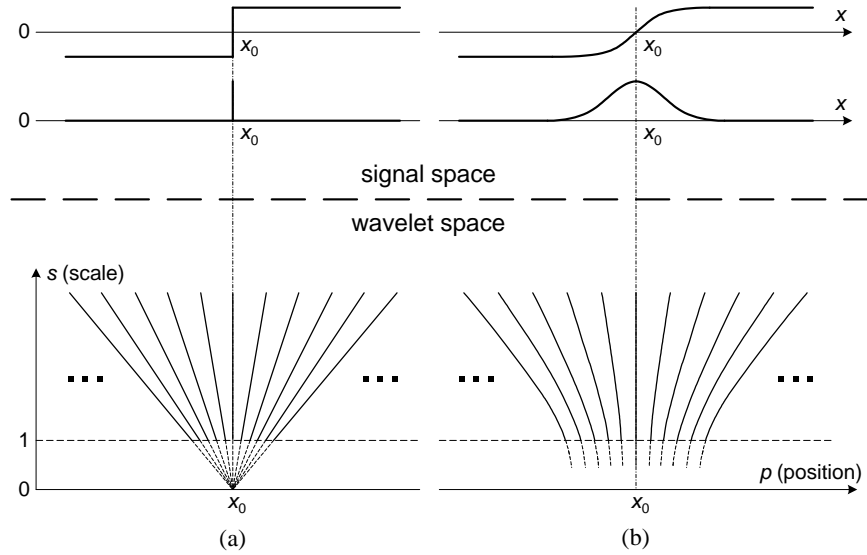 0 x₀ x₀ x
0 x₀ x₀ x
signal space
wavelet space
s (scale)
... ... ... ...
1
0 x₀ x₀ p (position)
(a) (b)